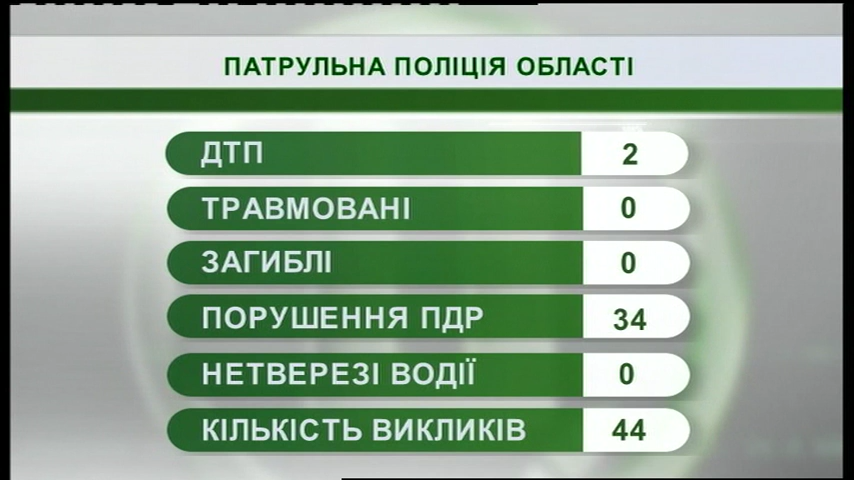 ПАТРУЛЬНА ПОЛІЦІЯ ОБЛАСТІ
ДТП 2
ТРАВМОВАНІ 0
ЗАГИБЛІ 0
ПОРУШЕННЯ ПДР 34
НЕТВЕРЕЗІ ВОДІЇ 0
КІЛЬКІСТЬ ВИКЛИКІВ 44